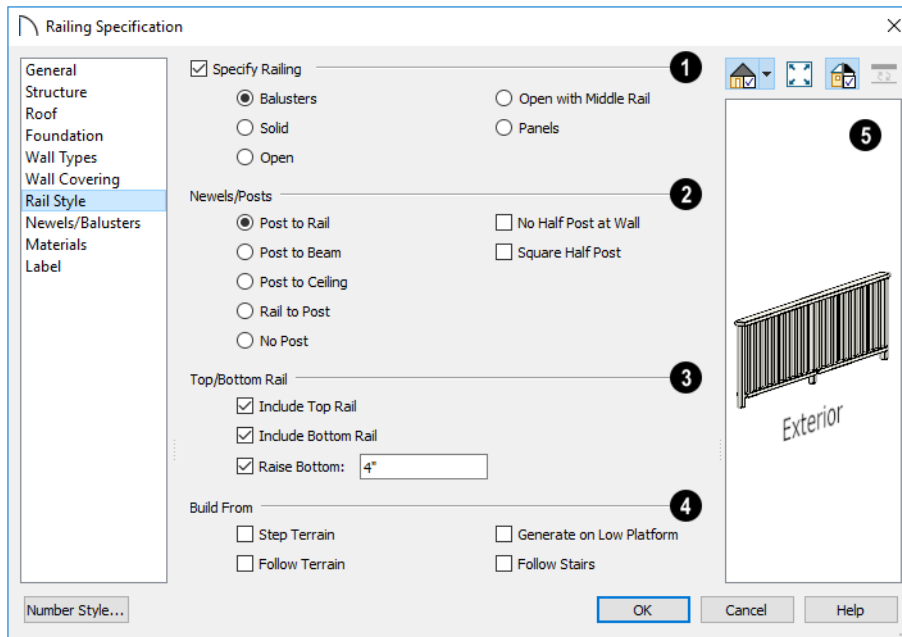 Railing Specification
General
Structure
Roof
Foundation
Wall Types
Wall Covering
Rail Style
Newels/Balusters
Materials
Label
Specify Railing
1
Balusters
Open with Middle Rail
Solid
Panels
Open
Newels/Posts
2
Post to Rail
No Half Post at Wall
Post to Beam
Square Half Post
Post to Ceiling
Rail to Post
No Post
Top/Bottom Rail
3
Include Top Rail
Include Bottom Rail
Raise Bottom: 4"
Build From
4
Step Terrain
Generate on Low Platform
Follow Terrain
Follow Stairs
5
Exterior
Number Style...
OK
Cancel
Help